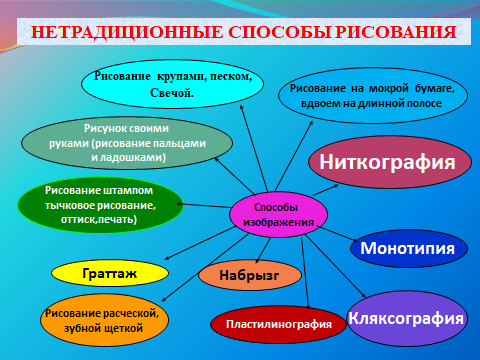 НЕТРАДИЦИОННЫЕ СПОСОБЫ РИСОВАНИЯ
Рисование крупами, песком,
Свечой.
Рисование на мокрой бумаге,
вдвоем на длинной полосе
Рисунок своими
руками (рисование пальцами
и ладошками)
Ниткография
Рисование штампом
тычковое рисование,
оттиск,печать)
Способы
изображения
Монотипия
Граттаж
Набрызг
Рисование расческой,
зубной щеткой
Пластилинография
Кляксография